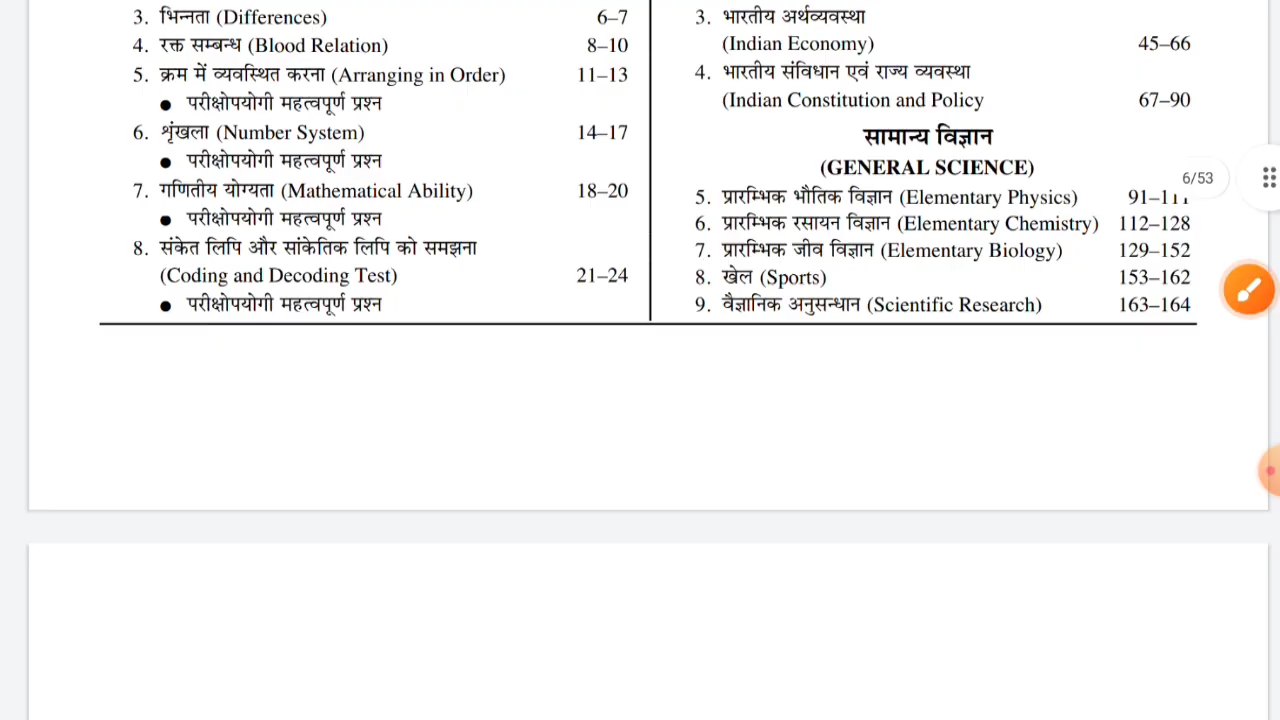 3. भिन्नता (Differences) 6–7
4. रक्त सम्बन्ध (Blood Relation) 8–10
5. क्रम में व्यवस्थित करना (Arranging in Order) 11–13
● परीक्षोपयोगी महत्वपूर्ण प्रश्न
6. शृंखला (Number System) 14–17
● परीक्षोपयोगी महत्वपूर्ण प्रश्न
7. गणितीय योग्यता (Mathematical Ability) 18–20
● परीक्षोपयोगी महत्वपूर्ण प्रश्न
8. संकेत लिपि और सांकेतिक लिपि को समझना
(Coding and Decoding Test) 21–24
● परीक्षोपयोगी महत्वपूर्ण प्रश्न
3. भारतीय अर्थव्यवस्था
(Indian Economy) 45–66
4. भारतीय संविधान एवं राज्य व्यवस्था
(Indian Constitution and Policy 67–90
सामान्य विज्ञान
(GENERAL SCIENCE)
5. प्रारम्भिक भौतिक विज्ञान (Elementary Physics) 91–111
6. प्रारम्भिक रसायन विज्ञान (Elementary Chemistry) 112–128
7. प्रारम्भिक जीव विज्ञान (Elementary Biology) 129–152
8. खेल (Sports) 153–162
9. वैज्ञानिक अनुसन्धान (Scientific Research) 163–164
6/53